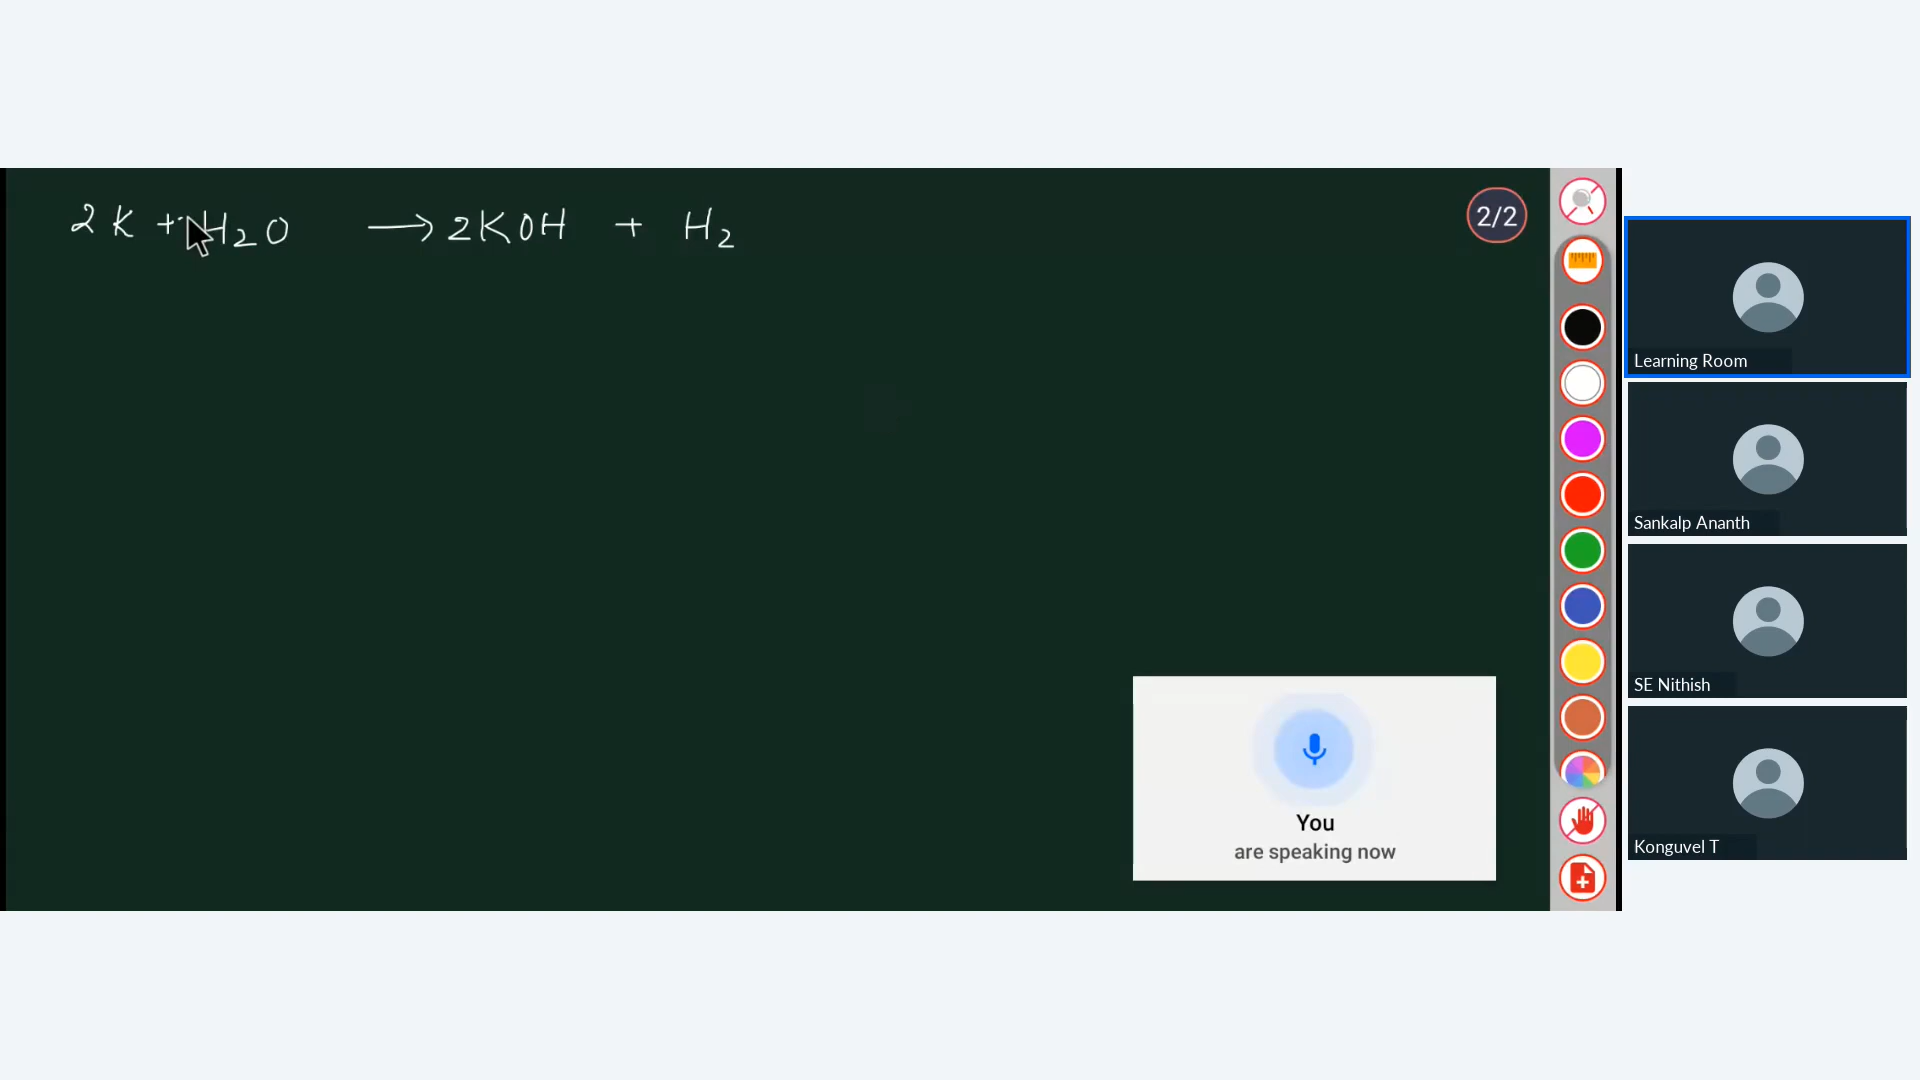 2K + H₂O → 2KOH + H₂
2/2
Learning Room
Sankalp Ananth
SE Nithish
You
are speaking now
Konguvel T